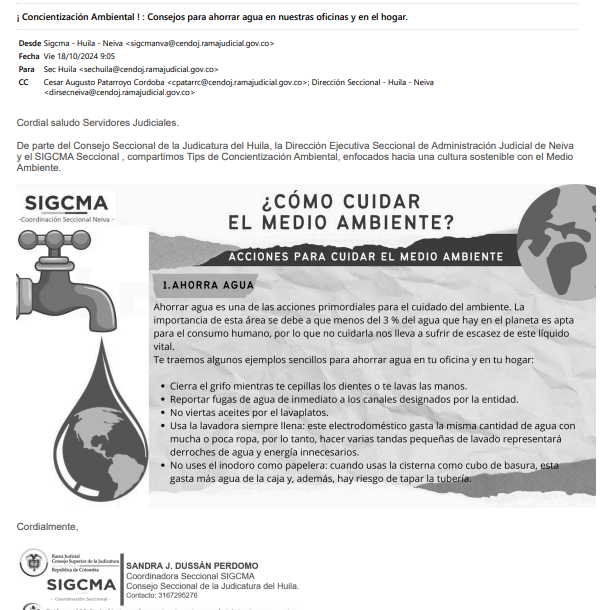 ¡ Concientización Ambiental ! : Consejos para ahorrar agua en nuestras oficinas y en el hogar.
Desde Sigcma - Huila - Neiva <sigcmanva@cendoj.ramajudicial.gov.co>
Fecha Vie 18/10/2024 9:05
Para Sec Huila <sechuila@cendoj.ramajudicial.gov.co>
CC Cesar Augusto Patarroyo Cordoba <cpatarrc@cendoj.ramajudicial.gov.co>; Dirección Seccional - Huila - Neiva
<dirsecneiva@cendoj.ramajudicial.gov.co>
Cordial saludo Servidores Judiciales.
De parte del Consejo Seccional de la Judicatura del Huila, la Dirección Ejecutiva Seccional de Administración Judicial de Neiva
y el SIGCMA Seccional , compartimos Tips de Concientización Ambiental, enfocados hacia una cultura sostenible con el Medio
Ambiente.
SIGCMA
-Coordinación Seccional Neiva -
¿CÓMO CUIDAR
EL MEDIO AMBIENTE?
ACCIONES PARA CUIDAR EL MEDIO AMBIENTE
1.AHORRA AGUA
Ahorrar agua es una de las acciones primordiales para el cuidado del ambiente. La
importancia de esta área se debe a que menos del 3 % del agua que hay en el planeta es apta
para el consumo humano, por lo que no cuidarla nos lleva a sufrir de escasez de este líquido
vital.
Te traemos algunos ejemplos sencillos para ahorrar agua en tu oficina y en tu hogar:
• Cierra el grifo mientras te cepillas los dientes o te lavas las manos.
• Reportar fugas de agua de inmediato a los canales designados por la entidad.
• No viertas aceites por el lavaplatos.
• Usa la lavadora siempre llena: este electrodoméstico gasta la misma cantidad de agua con
mucha o poca ropa, por lo tanto, hacer varias tandas pequeñas de lavado representará
derroches de agua y energía innecesarios.
• No uses el inodoro como papelera: cuando usas la cisterna como cubo de basura, esta
gasta más agua de la caja y, además, hay riesgo de tapar la tubería.
Cordialmente,
Rama Judicial
Consejo Superior de la Judicatura
República de Colombia
SIGCMA
- Coordinación Seccional -
SANDRA J. DUSSÁN PERDOMO
Coordinadora Seccional SIGCMA
Consejo Seccional de la Judicatura del Huila.
Contacto: 3167295276